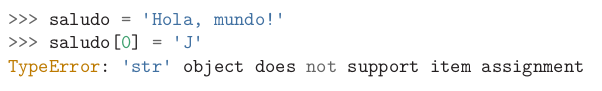 >>> saludo = 'Hola, mundo!'
>>> saludo[0] = 'J'
TypeError: 'str' object does not support item assignment